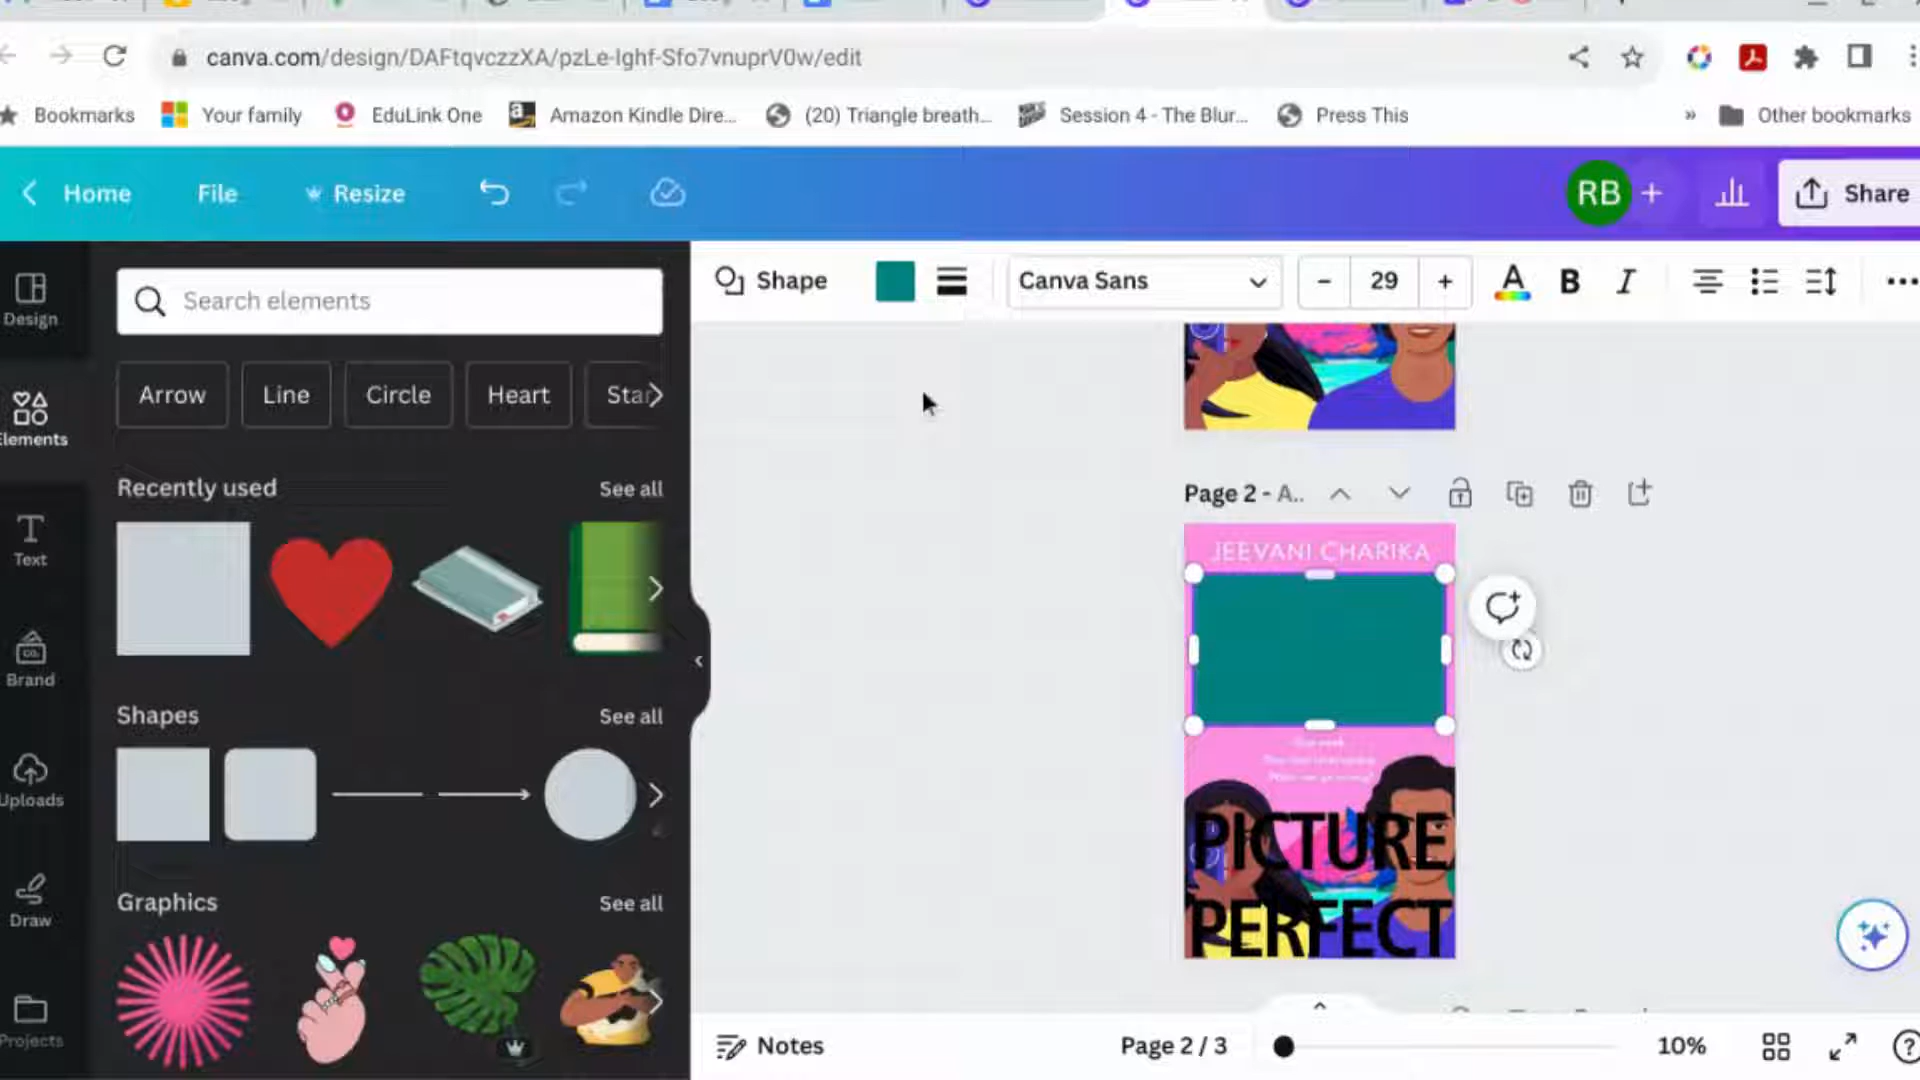 canva.com/design/DAFtqvczzXA/pzLe-lghf-Sfo7vnuprV0w/edit
Bookmarks
Your family
EduLink One
Amazon Kindle Dire...
(20) Triangle breath...
Session 4 - The Blur...
Press This
»
Other bookmarks
Home
File
Resize
RB
+
Share
Design
Elements
Text
Brand
Uploads
Draw
Projects
Search elements
Arrow
Line
Circle
Heart
Star
Recently used
See all
Shapes
See all
Graphics
See all
Shape
Canva Sans
−
29
+
A
B
I
...
Page 2 - A..
JEEVANI CHARIKA
PICTURE
PERFECT
Notes
Page 2 / 3
10%
?